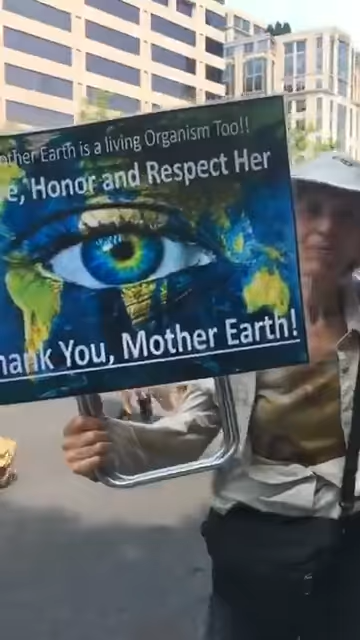 other Earth is a living Organism Too!!
e, Honor and Respect Her
hank You, Mother Earth!